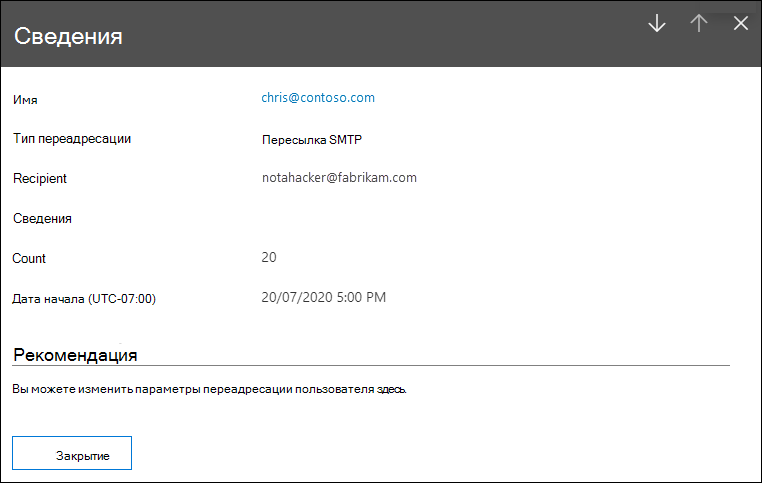 Сведения
Имя chris@contoso.com
Тип переадресации Пересылка SMTP
Recipient notahacker@fabrikam.com
Сведения
Count 20
Дата начала (UTC-07:00) 20/07/2020 5:00 PM
Рекомендация
Вы можете изменить параметры переадресации пользователя здесь.
Закрытие